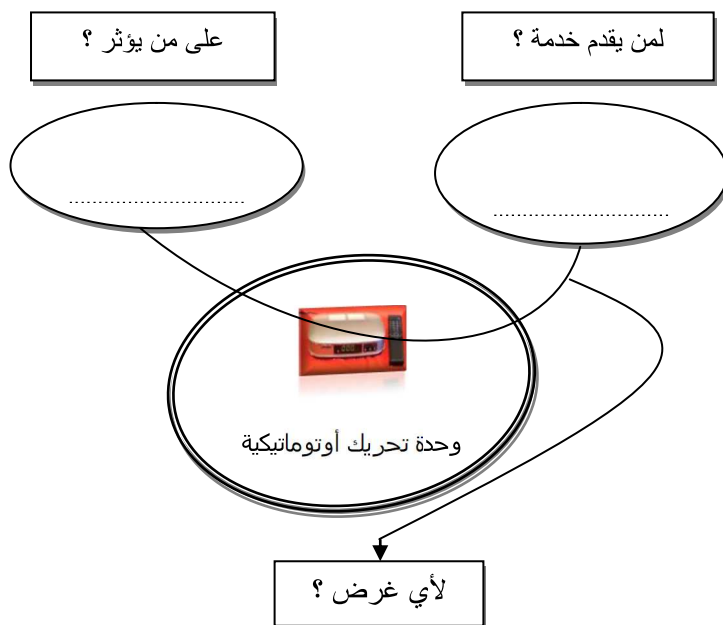 لمن يقدم خدمة ؟
على من يؤثر ؟
..............................
..............................
وحدة تحريك أوتوماتيكية
لأي غرض ؟